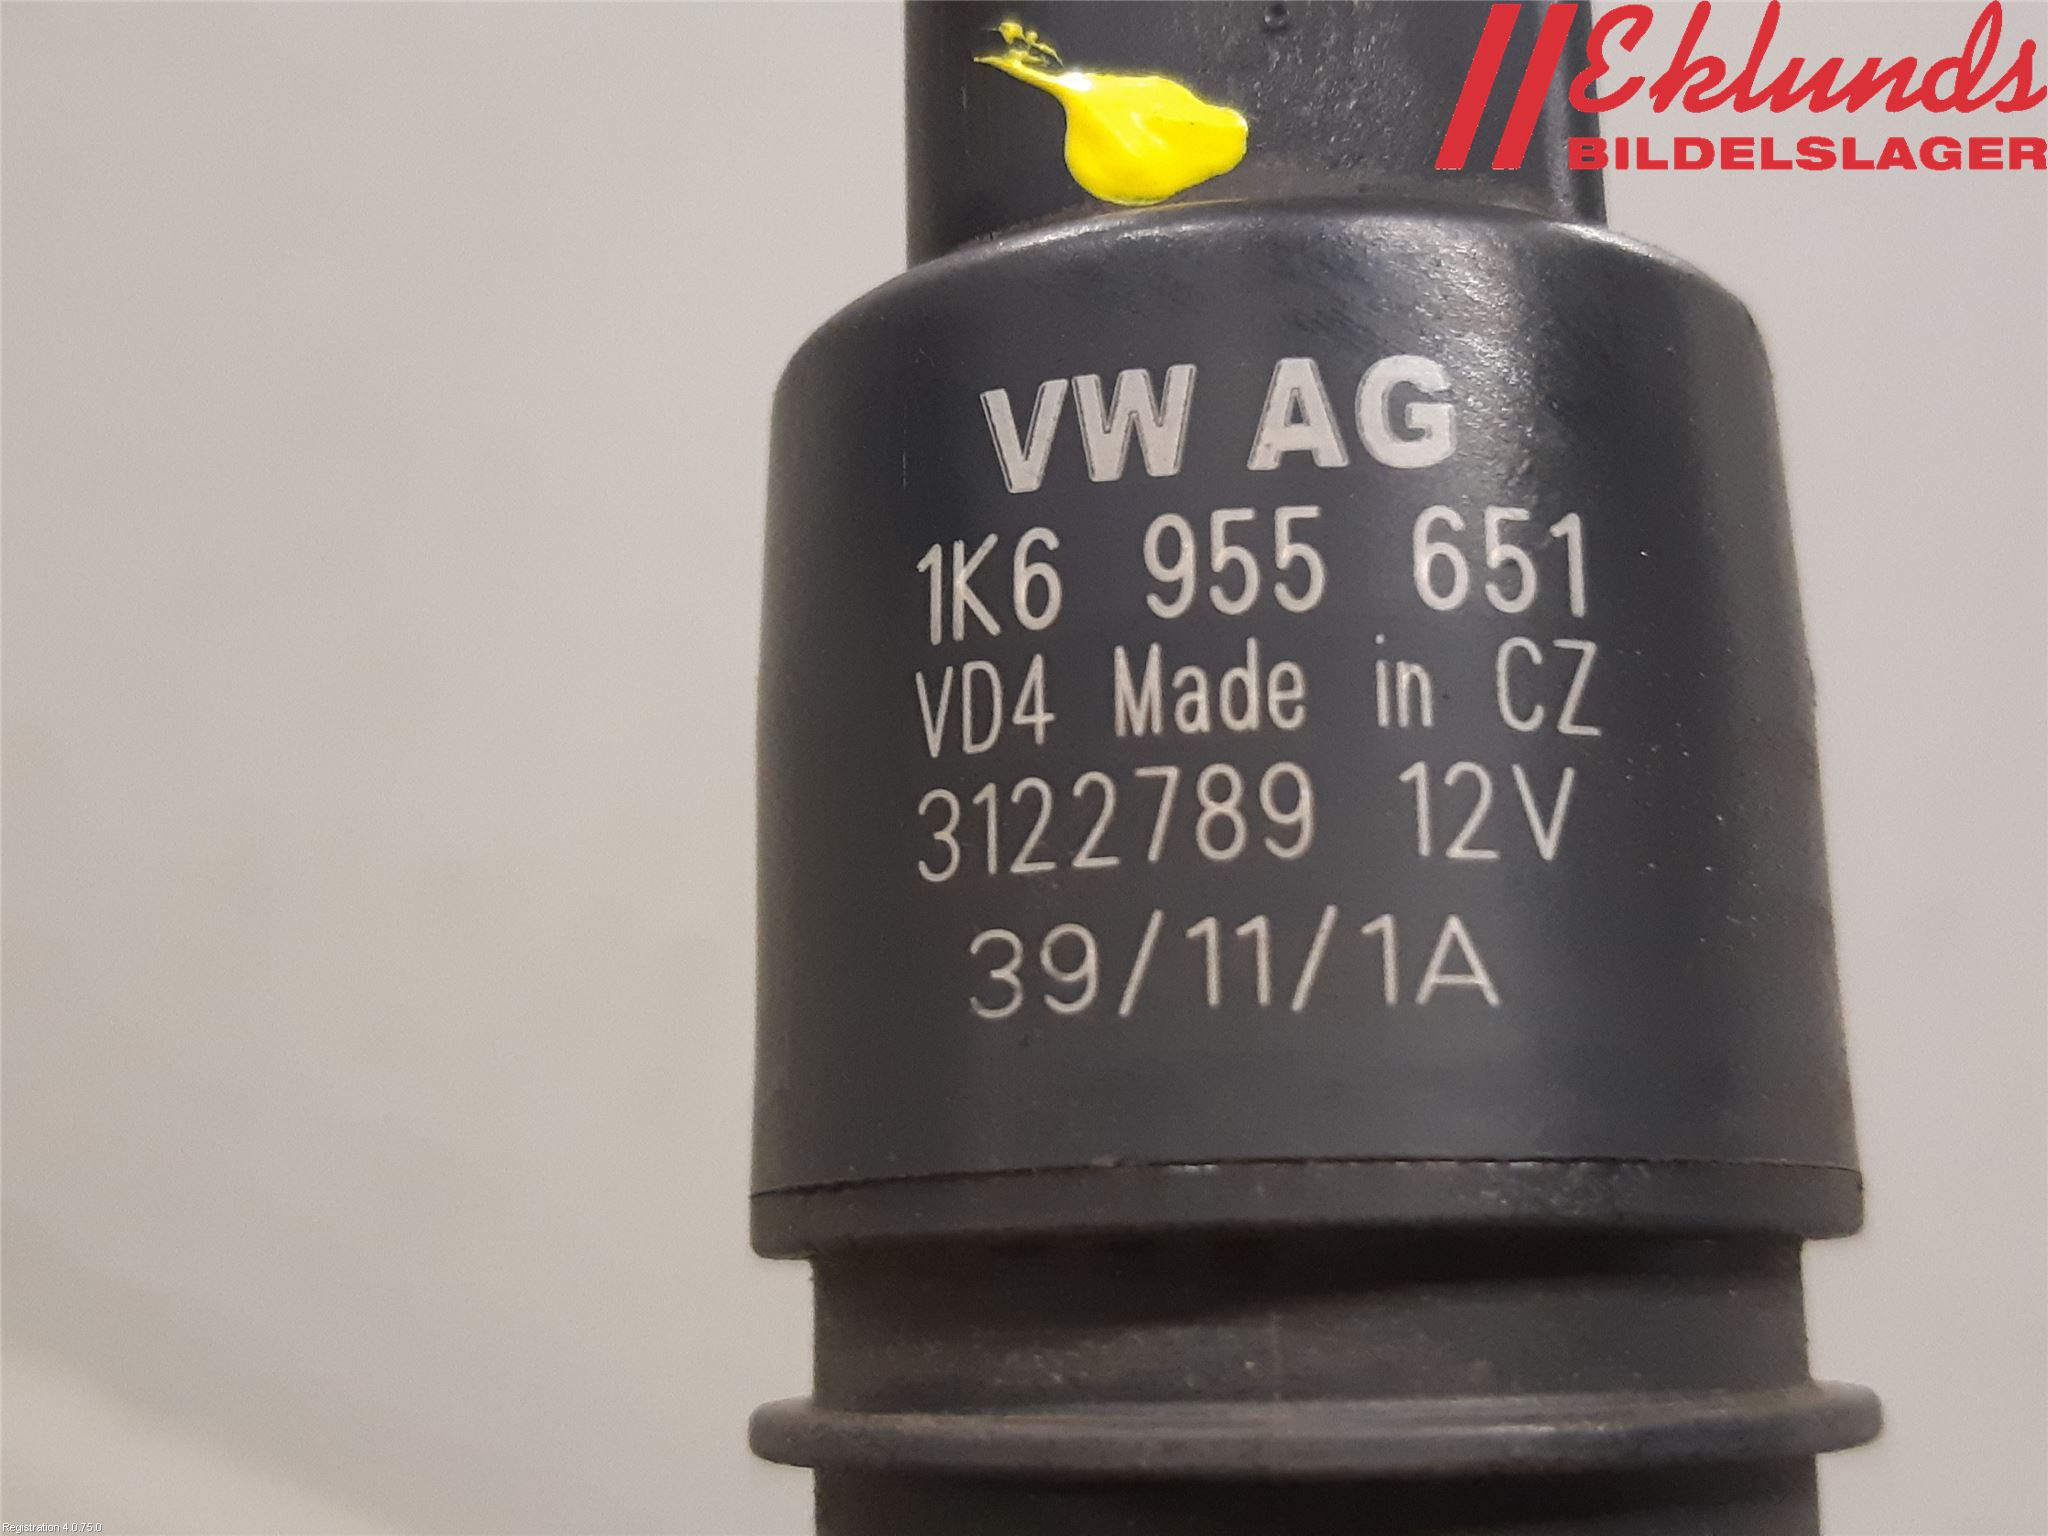 Eklunds
BILDELSLAGER
VW AG
1K6 955 651
VD4 Made in CZ
3122789 12V
39/11/1A
Registration 4.0.75.0